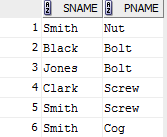 SNAME PNAME
1 Smith Nut
2 Black Bolt
3 Jones Bolt
4 Clark Screw
5 Smith Screw
6 Smith Cog